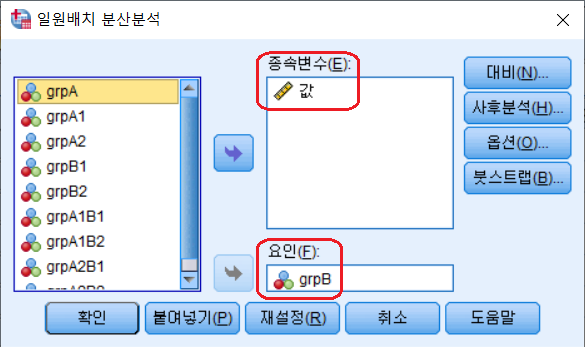 일원배치 분산분석
grpA
grpA1
grpA2
grpB1
grpB2
grpA1B1
grpA1B2
grpA2B1
종속변수(E):
값
요인(F):
grpB
대비(N)...
사후분석(H)...
옵션(O)...
붓스트랩(B)...
확인
붙여넣기(P)
재설정(R)
취소
도움말